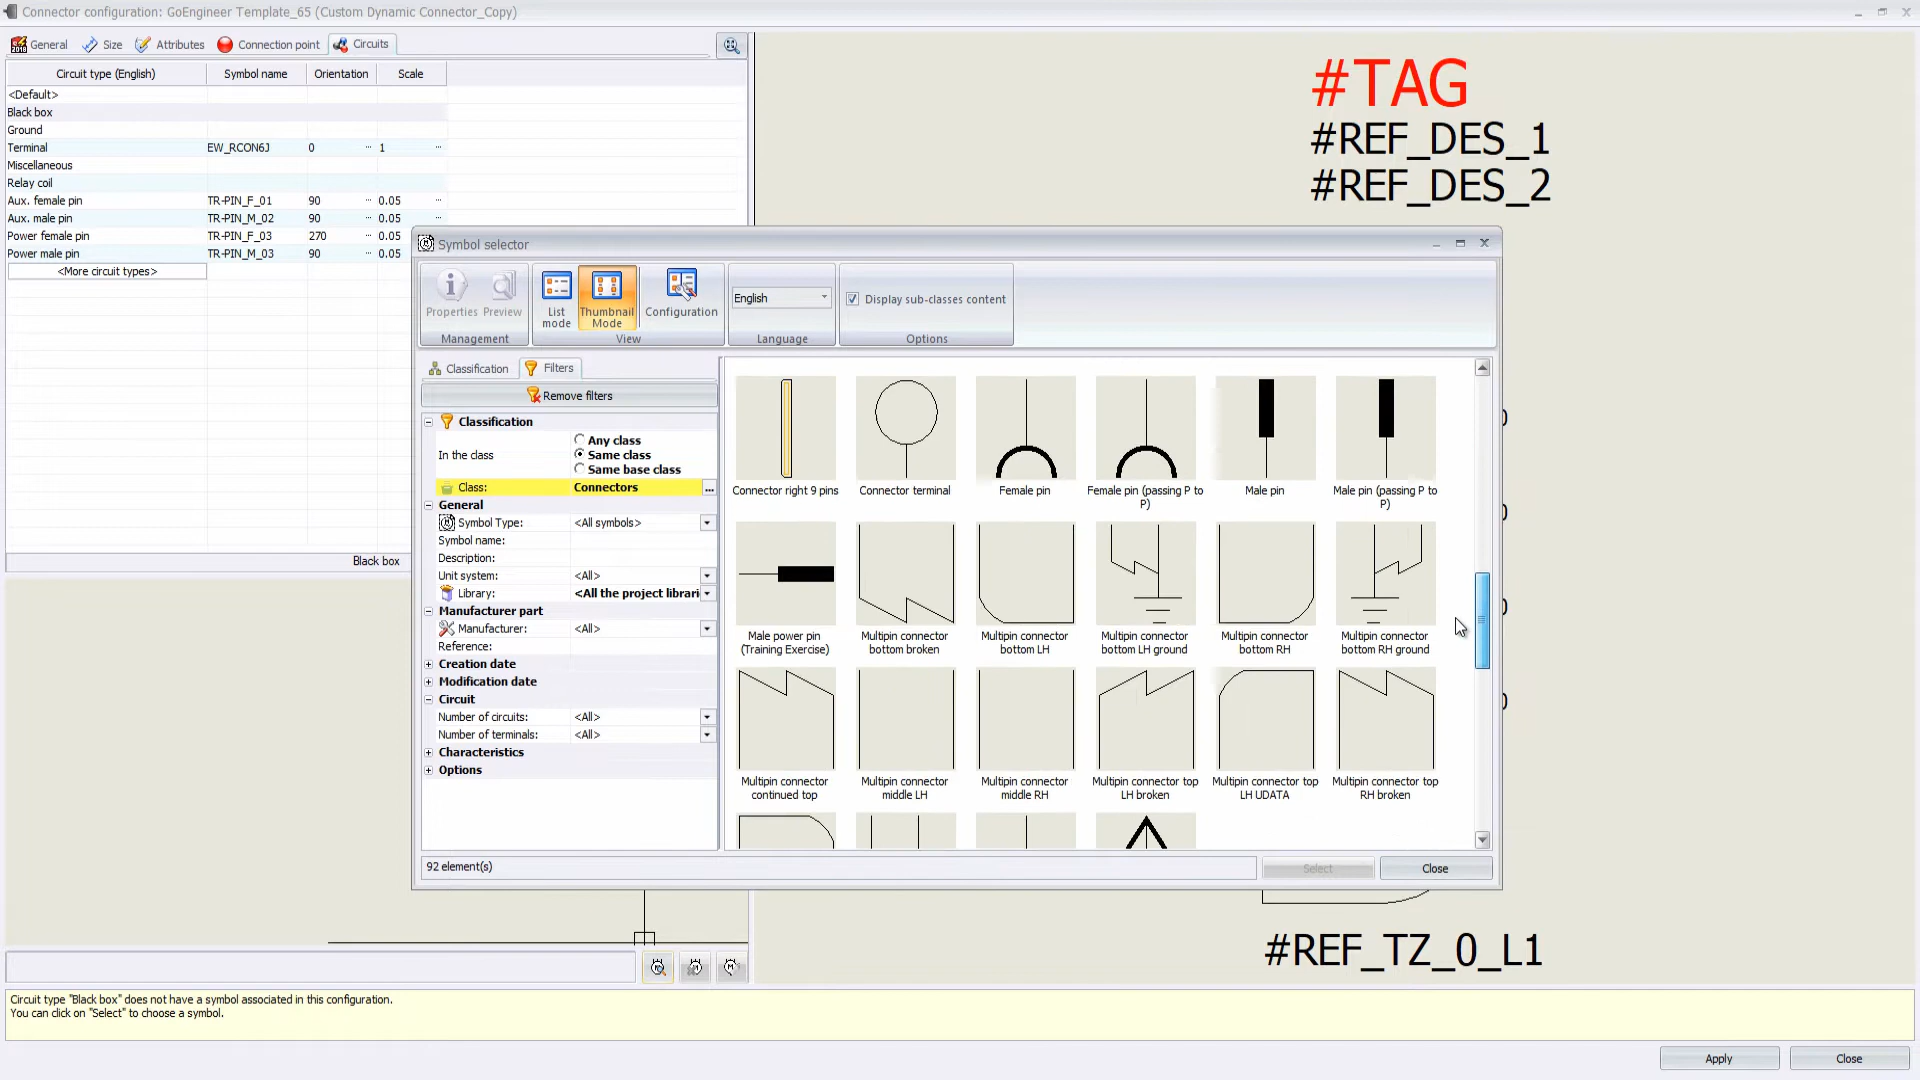 Connector configuration: GoEngineer Template_65 (Custom Dynamic Connector_Copy)
General
Size
Attributes
Connection point
Circuits
Circuit type (English)
Symbol name
Orientation
Scale
<Default>
Black box
Ground
Terminal
EW_RCON6J
0
...
1
...
Miscellaneous
Relay coil
Aux. female pin
TR-PIN_F_01
90
...
0.05
...
Aux. male pin
TR-PIN_M_02
90
...
0.05
...
Power female pin
TR-PIN_F_03
270
...
0.05
Power male pin
TR-PIN_M_03
90
...
0.05
<More circuit types>
Black box
#TAG
#REF_DES_1
#REF_DES_2
Symbol selector
Properties
Preview
Management
List
mode
Thumbnail
Mode
Configuration
View
English
Language
Display sub-classes content
Options
Classification
Filters
Remove filters
Classification
In the class
Any class
Same class
Same base class
Class:
Connectors
...
General
Symbol Type:
<All symbols>
Symbol name:
Description:
Unit system:
<All>
Library:
<All the project librari
Manufacturer part
Manufacturer:
<All>
Reference:
Creation date
Modification date
Circuit
Number of circuits:
<All>
Number of terminals:
<All>
Characteristics
Options
Connector right 9 pins
Connector terminal
Female pin
Female pin (passing P to
P)
Male pin
Male pin (passing P to
P)
Male power pin
(Training Exercise)
Multipin connector
bottom broken
Multipin connector
bottom LH
Multipin connector
bottom LH ground
Multipin connector
bottom RH
Multipin connector
bottom RH ground
Multipin connector
continued top
Multipin connector
middle LH
Multipin connector
middle RH
Multipin connector top
LH broken
Multipin connector top
LH UDATA
Multipin connector top
RH broken
92 element(s)
Select
Close
#REF_TZ_0_L1
Circuit type "Black box" does not have a symbol associated in this configuration.
You can click on "Select" to choose a symbol.
Apply
Close